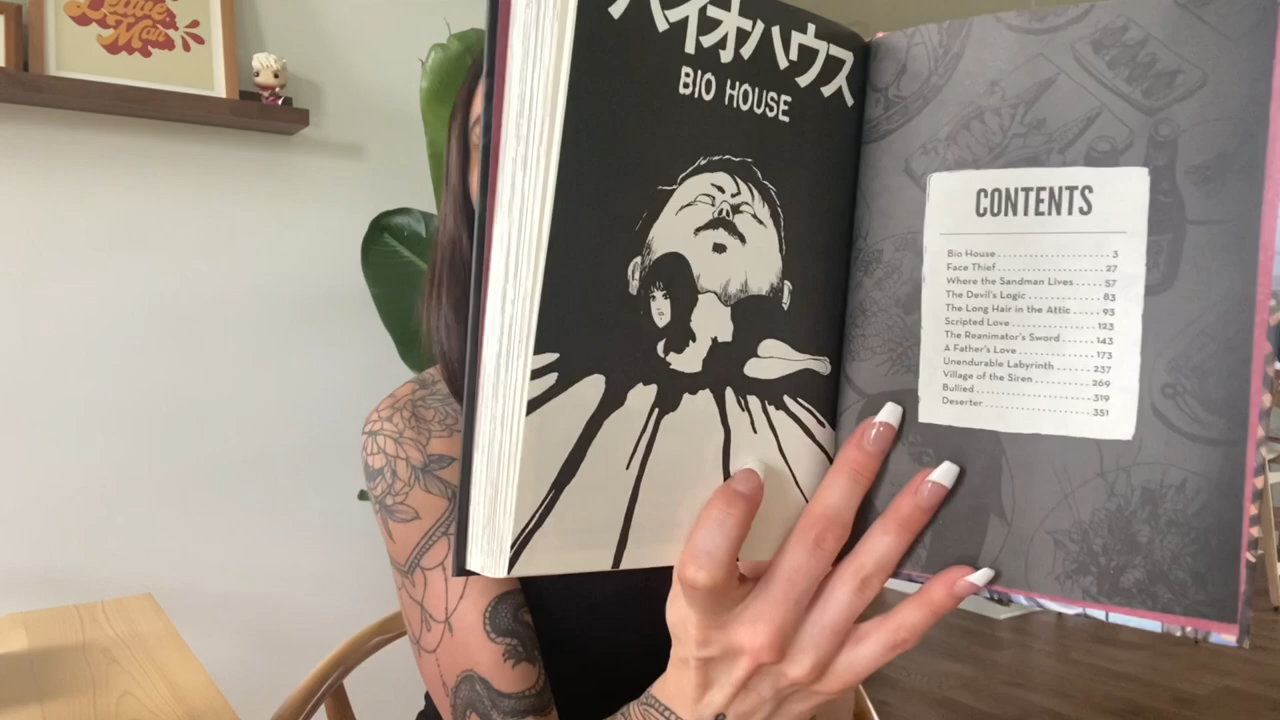 Leave,
Man
バイオハウス
BIO HOUSE
CONTENTS
Bio House 3
Face Thief 27
Where the Sandman Lives 57
The Devil's Logic 83
The Long Hair in the Attic 93
Scripted Love 123
The Reanimator's Sword 143
A Father's Love 173
Unendurable Labyrinth 237
Village of the Siren 269
Bullied 319
Deserter 351